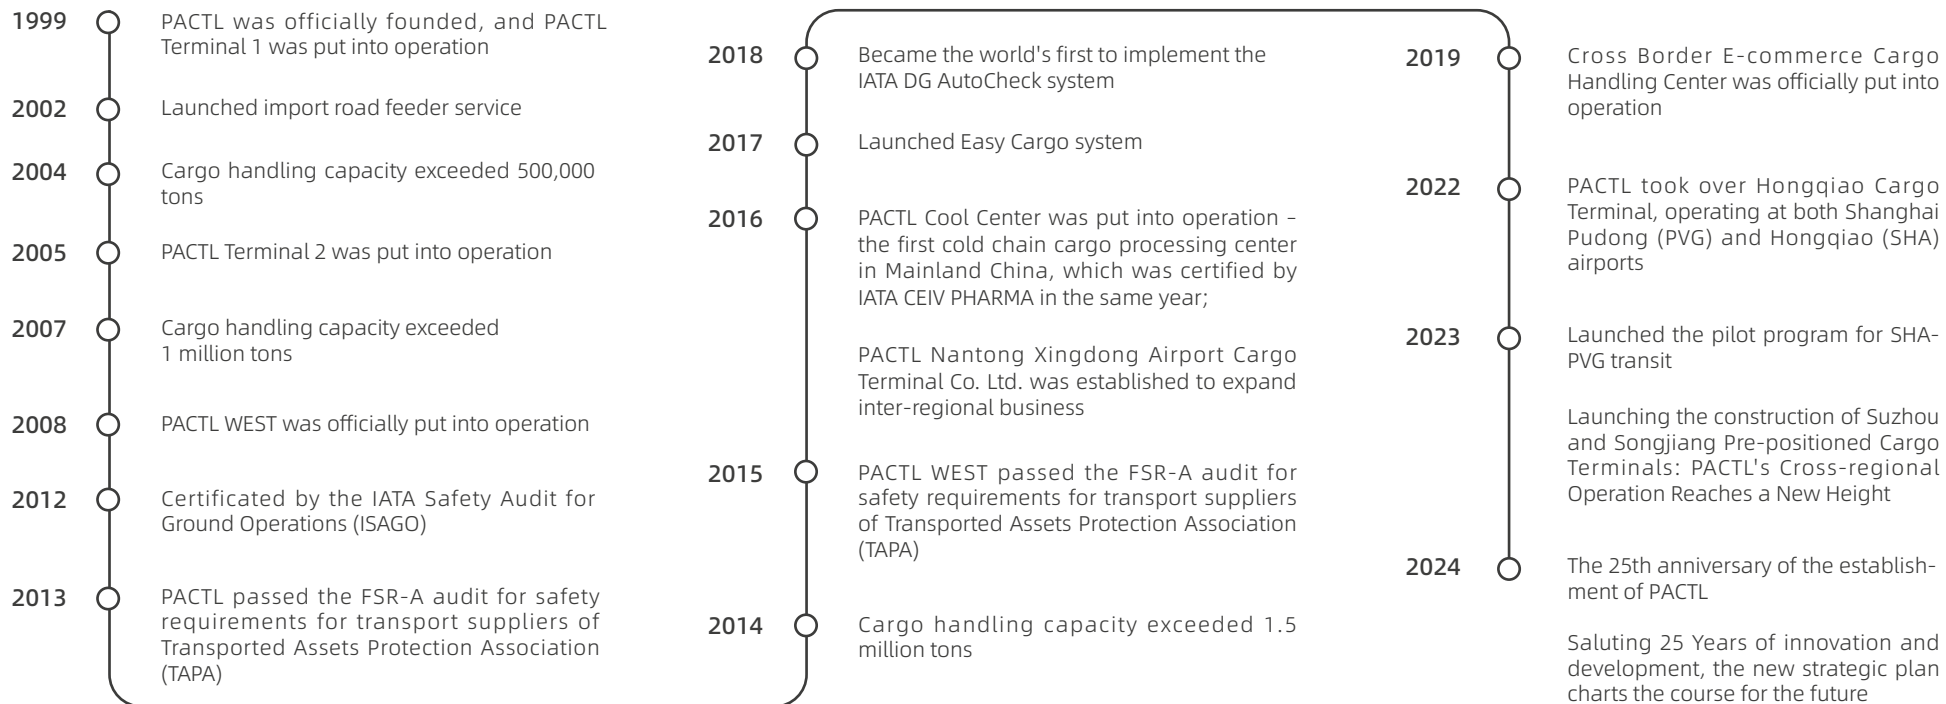 1999
PACTL was officially founded, and PACTL
Terminal 1 was put into operation
2002
Launched import road feeder service
2004
Cargo handling capacity exceeded 500,000
tons
2005
PACTL Terminal 2 was put into operation
2007
Cargo handling capacity exceeded
1 million tons
2008
PACTL WEST was officially put into operation
2012
Certificated by the IATA Safety Audit for
Ground Operations (ISAGO)
2013
PACTL passed the FSR-A audit for safety
requirements for transport suppliers of
Transported Assets Protection Association
(TAPA)
2018
Became the world's first to implement the
IATA DG AutoCheck system
2017
Launched Easy Cargo system
2016
PACTL Cool Center was put into operation –
the first cold chain cargo processing center
in Mainland China, which was certified by
IATA CEIV PHARMA in the same year;
PACTL Nantong Xingdong Airport Cargo
Terminal Co. Ltd. was established to expand
inter-regional business
2015
PACTL WEST passed the FSR-A audit for
safety requirements for transport suppliers
of Transported Assets Protection Association
(TAPA)
2014
Cargo handling capacity exceeded 1.5
million tons
2019
Cross Border E-commerce Cargo
Handling Center was officially put into
operation
2022
PACTL took over Hongqiao Cargo
Terminal, operating at both Shanghai
Pudong (PVG) and Hongqiao (SHA)
airports
2023
Launched the pilot program for SHA-
PVG transit
Launching the construction of Suzhou
and Songjiang Pre-positioned Cargo
Terminals: PACTL's Cross-regional
Operation Reaches a New Height
2024
The 25th anniversary of the establish-
ment of PACTL
Saluting 25 Years of innovation and
development, the new strategic plan
charts the course for the future